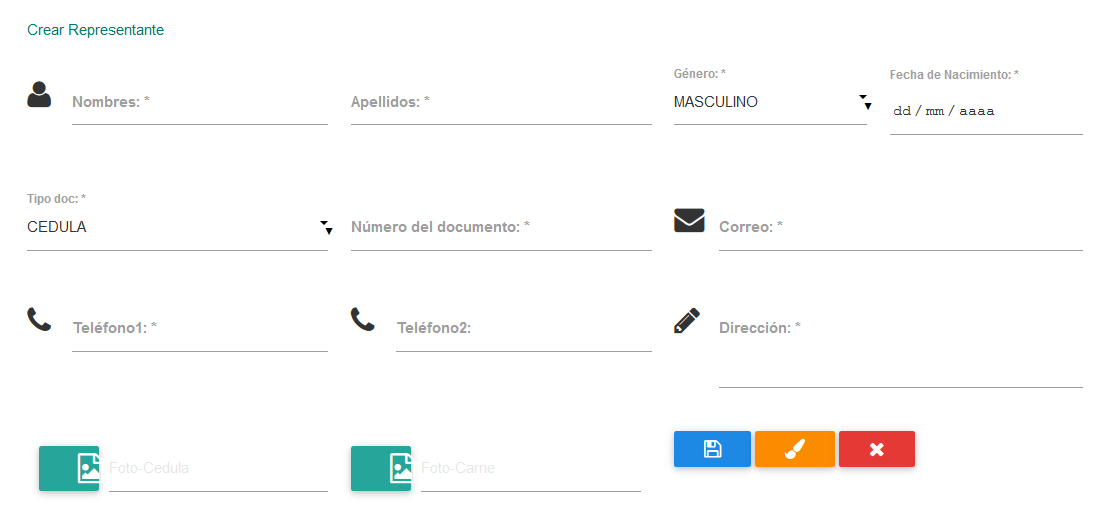 Crear Representante
Nombres: *
Apellidos: *
Género: *
MASCULINO
Fecha de Nacimiento: *
dd / mm / aaaa
Tipo doc: *
CEDULA
Número del documento: *
Correo: *
Teléfono1: *
Teléfono2:
Dirección: *
Foto-Cedula
Foto-Carne